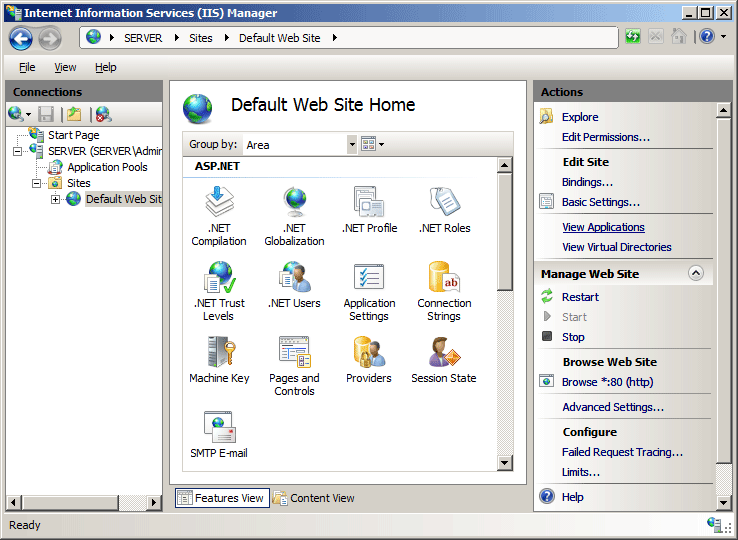 Internet Information Services (IIS) Manager
SERVER Sites Default Web Site
File View Help
Connections
Start Page
SERVER (SERVER\Admin
Application Pools
Sites
Default Web Sit
Default Web Site Home
Group by: Area
ASP.NET
.NET Compilation
.NET Globalization
.NET Profile
.NET Roles
.NET Trust Levels
.NET Users
Application Settings
Connection Strings
ab
Machine Key
Pages and Controls
Providers
Session State
SMTP E-mail
Features View
Content View
Actions
Explore
Edit Permissions...
Edit Site
Bindings...
Basic Settings...
View Applications
View Virtual Directories
Manage Web Site
Restart
Start
Stop
Browse Web Site
Browse *:80 (http)
Advanced Settings...
Configure
Failed Request Tracing...
Limits...
Help
Ready